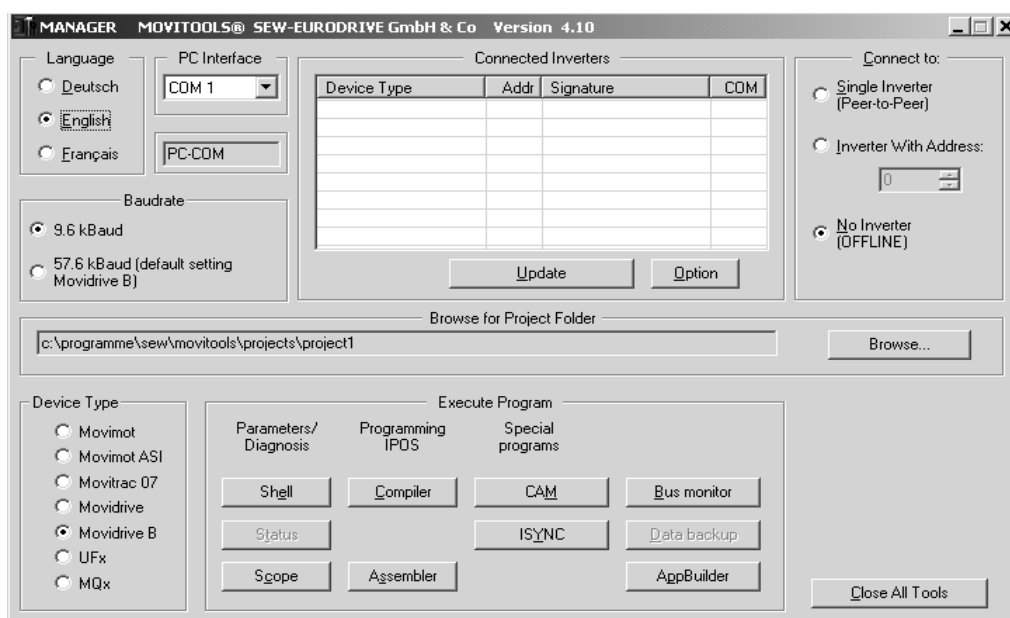 MANAGER MOVITOOLS® SEW-EURODRIVE GmbH & Co Version 4.10
Language
Deutsch
English
Français
PC Interface
COM 1
PC-COM
Baudrate
9.6 kBaud
57.6 kBaud (default setting
Movidrive B)
Connected Inverters
Device Type Addr Signature COM
Update Option
Connect to:
Single Inverter
(Peer-to-Peer)
Inverter With Address:
0
No Inverter
(OFFLINE)
Browse for Project Folder
c:\programme\sew\movitools\projects\project1
Browse...
Device Type
Movimot
Movimot ASI
Movitrac 07
Movidrive
Movidrive B
UFx
MQx
Execute Program
Parameters/
Diagnosis
Programming
IPOS
Special
programs
Shell Compiler CAM Bus monitor
Status ISYNC Data backup
Scope Assembler AppBuilder
Close All Tools